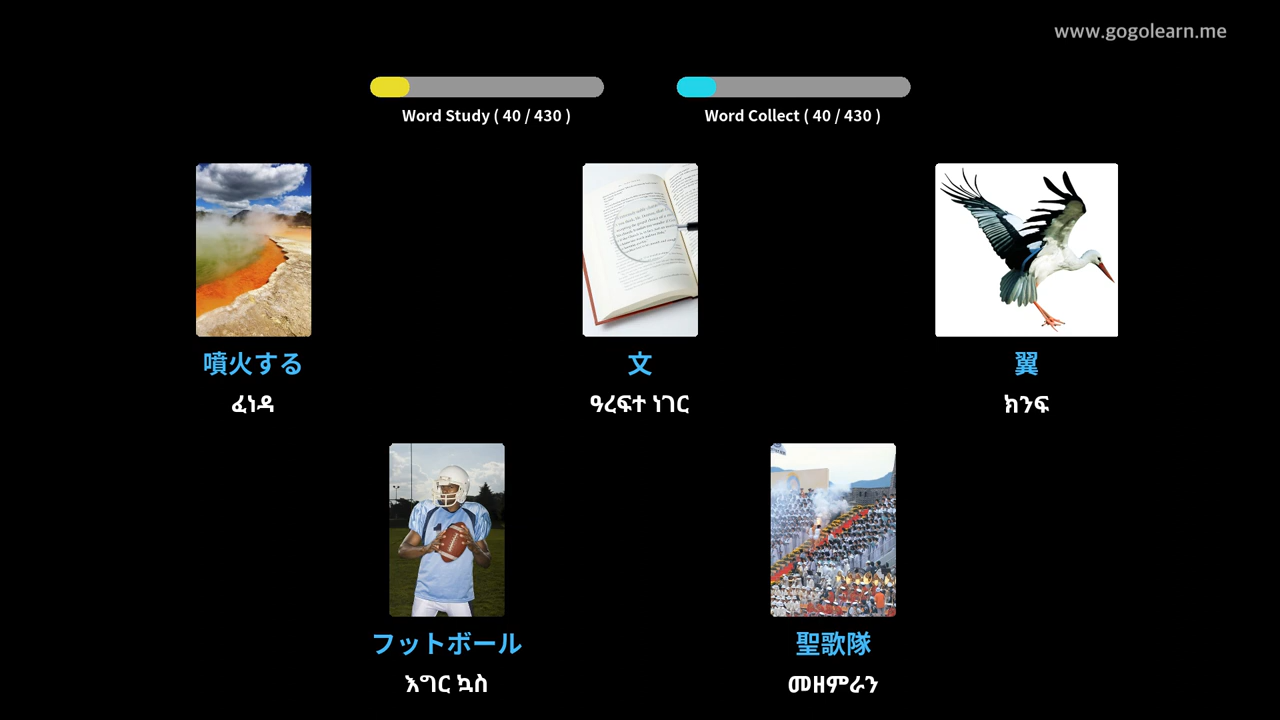 www.gogolearn.me
Word Study ( 40 / 430 )
Word Collect ( 40 / 430 )
噴火する
ፈነዳ
文
ዓረፍተ ነገር
翼
ክንፍ
フットボール
እግር ኳስ
聖歌隊
መዘምራን